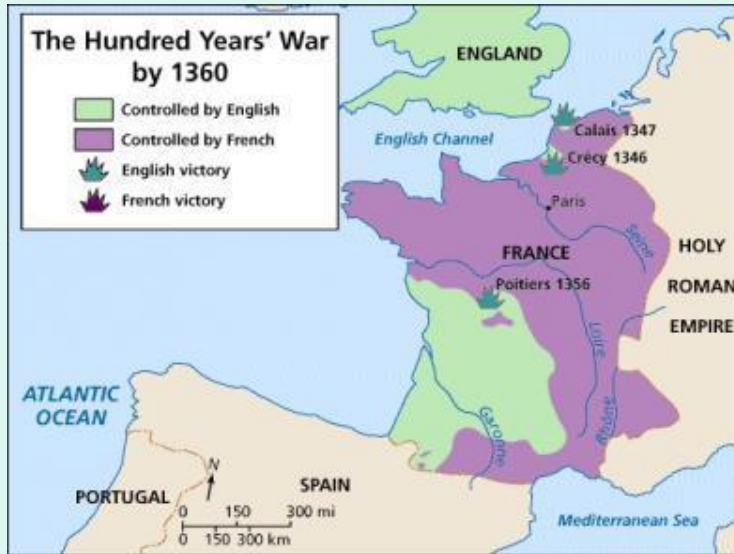 The Hundred Years' War
by 1360
Controlled by English
Controlled by French
English victory
French victory
ENGLAND
English Channel
Calais 1347
Crécy 1346
Paris
Seine
FRANCE
HOLY
ROMAN
EMPIRE
Poitiers 1356
Loire
Rhône
Garonne
ATLANTIC
OCEAN
N
PORTUGAL
SPAIN
0 150 300 mi
0 150 300 km
Mediterranean Sea